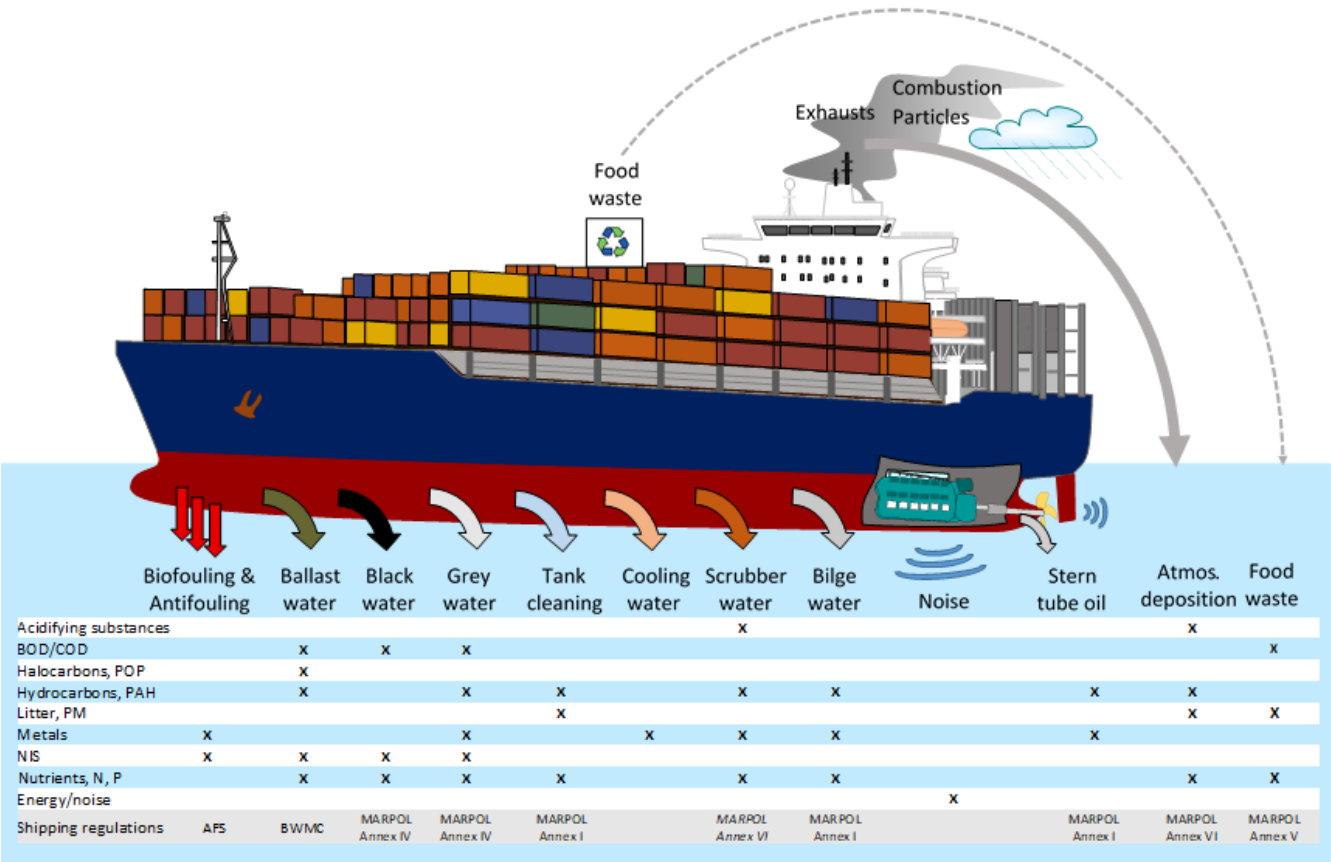 Combustion
Exhausts Particles
Food
waste
Biofouling &
Antifouling
Ballast
water
Black
water
Grey
water
Tank
cleaning
Cooling
water
Scrubber
water
Bilge
water
Noise
Stern
tube oil
Atmos.
deposition
Food
waste
Acidifying substances x x
BOD/COD x x x x
Halocarbons, POP x
Hydrocarbons, PAH x x x x x x x
Litter, PM x x x
Metals x x x x x x
NIS x x x x
Nutrients, N, P x x x x x x x x
Energy/noise x
Shipping regulations
AFS
BWMC
MARPOL
Annex IV
MARPOL
Annex IV
MARPOL
Annex I
MARPOL
Annex VI
MARPOL
Annex I
MARPOL
Annex I
MARPOL
Annex VI
MARPOL
Annex V